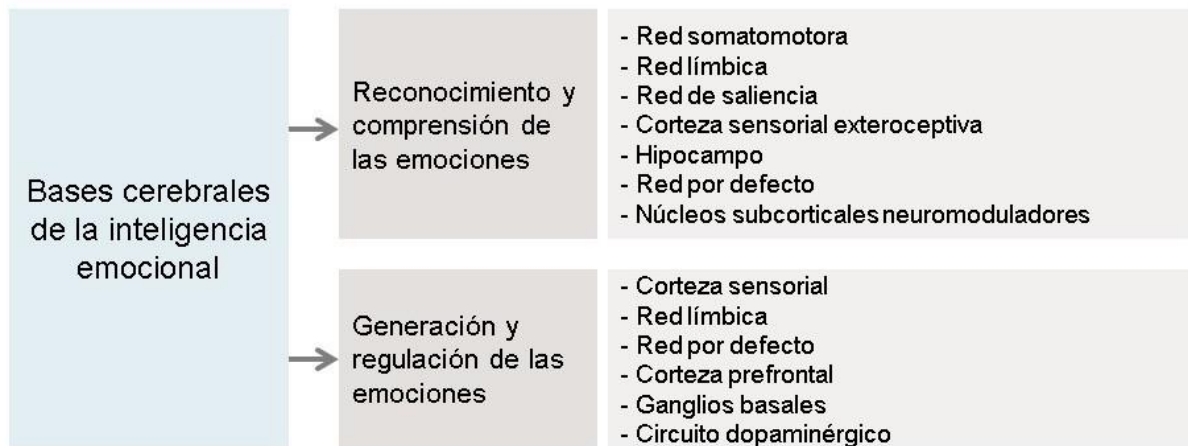 Bases cerebrales
de la inteligencia
emocional
Reconocimiento y
comprensión de
las emociones
- Red somatomotora
- Red límbica
- Red de saliencia
- Corteza sensorial exteroceptiva
- Hipocampo
- Red por defecto
- Núcleos subcorticales neuromoduladores
Generación y
regulación de las
emociones
- Corteza sensorial
- Red límbica
- Red por defecto
- Corteza prefrontal
- Ganglios basales
- Circuito dopaminérgico